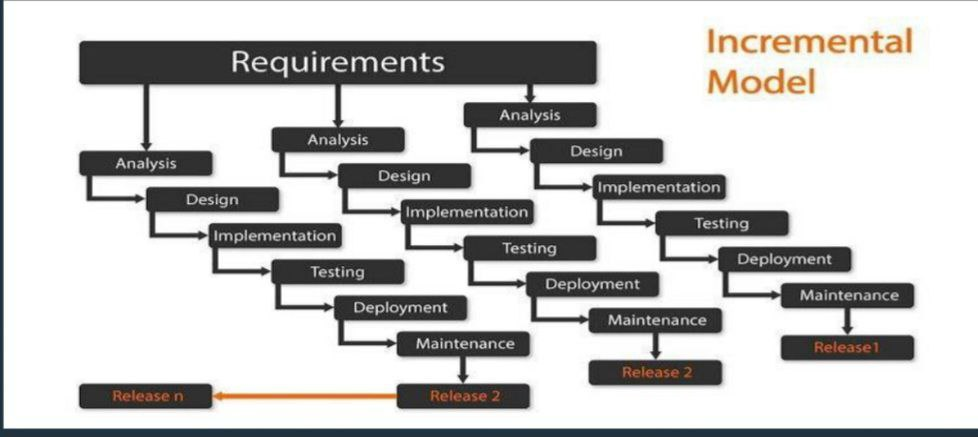 Incremental
Model
Requirements
Analysis
Design
Implementation
Testing
Deployment
Maintenance
Release 2
Release n
Analysis
Design
Implementation
Testing
Deployment
Maintenance
Release 2
Analysis
Design
Implementation
Testing
Deployment
Maintenance
Release1